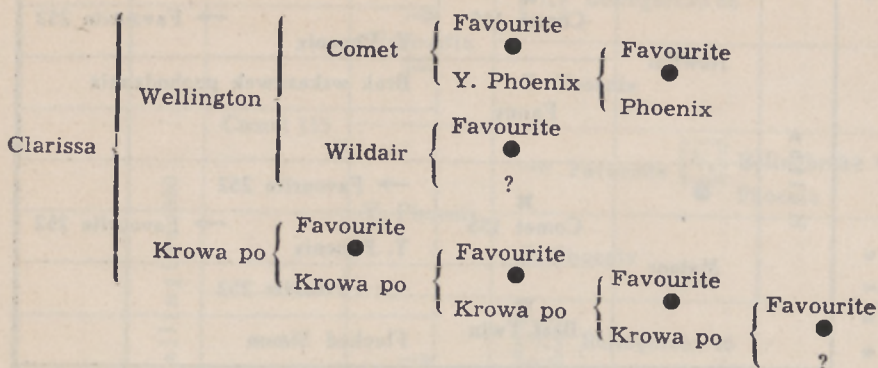 Favourite
Comet Favourite
Y. Phoenix
Wellington Phoenix
Favourite
Clarissa Wildair
?
Favourite
Krowa po Favourite
Krowa po Favourite
Krowa po
Krowa po Favourite
?